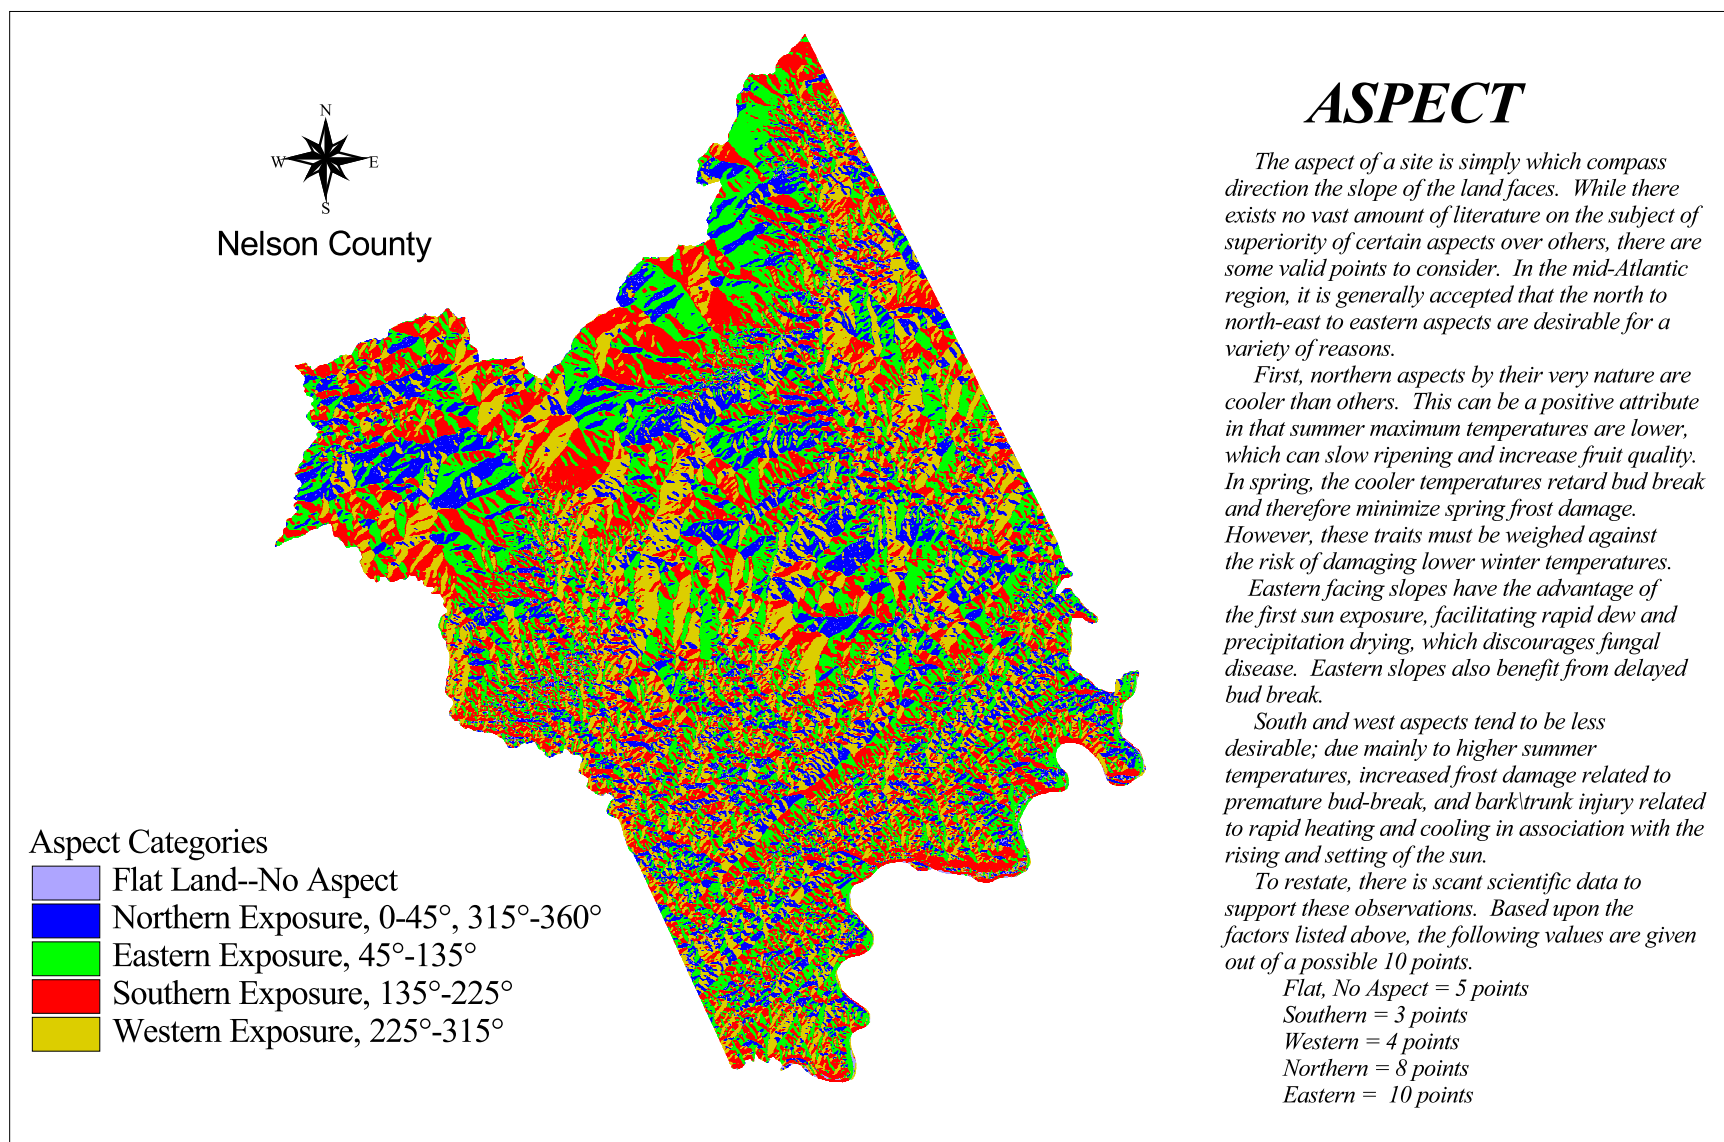 N
W E
S
Nelson County
ASPECT
The aspect of a site is simply which compass
direction the slope of the land faces. While there
exists no vast amount of literature on the subject of
superiority of certain aspects over others, there are
some valid points to consider. In the mid-Atlantic
region, it is generally accepted that the north to
north-east to eastern aspects are desirable for a
variety of reasons.
First, northern aspects by their very nature are
cooler than others. This can be a positive attribute
in that summer maximum temperatures are lower,
which can slow ripening and increase fruit quality.
In spring, the cooler temperatures retard bud break
and therefore minimize spring frost damage.
However, these traits must be weighed against
the risk of damaging lower winter temperatures.
Eastern facing slopes have the advantage of
the first sun exposure, facilitating rapid dew and
precipitation drying, which discourages fungal
disease. Eastern slopes also benefit from delayed
bud break.
South and west aspects tend to be less
desirable; due mainly to higher summer
temperatures, increased frost damage related to
premature bud-break, and bark\trunk injury related
to rapid heating and cooling in association with the
rising and setting of the sun.
To restate, there is scant scientific data to
support these observations. Based upon the
factors listed above, the following values are given
out of a possible 10 points.
Flat, No Aspect = 5 points
Southern = 3 points
Western = 4 points
Northern = 8 points
Eastern = 10 points
Aspect Categories
Flat Land--No Aspect
Northern Exposure, 0-45°, 315°-360°
Eastern Exposure, 45°-135°
Southern Exposure, 135°-225°
Western Exposure, 225°-315°